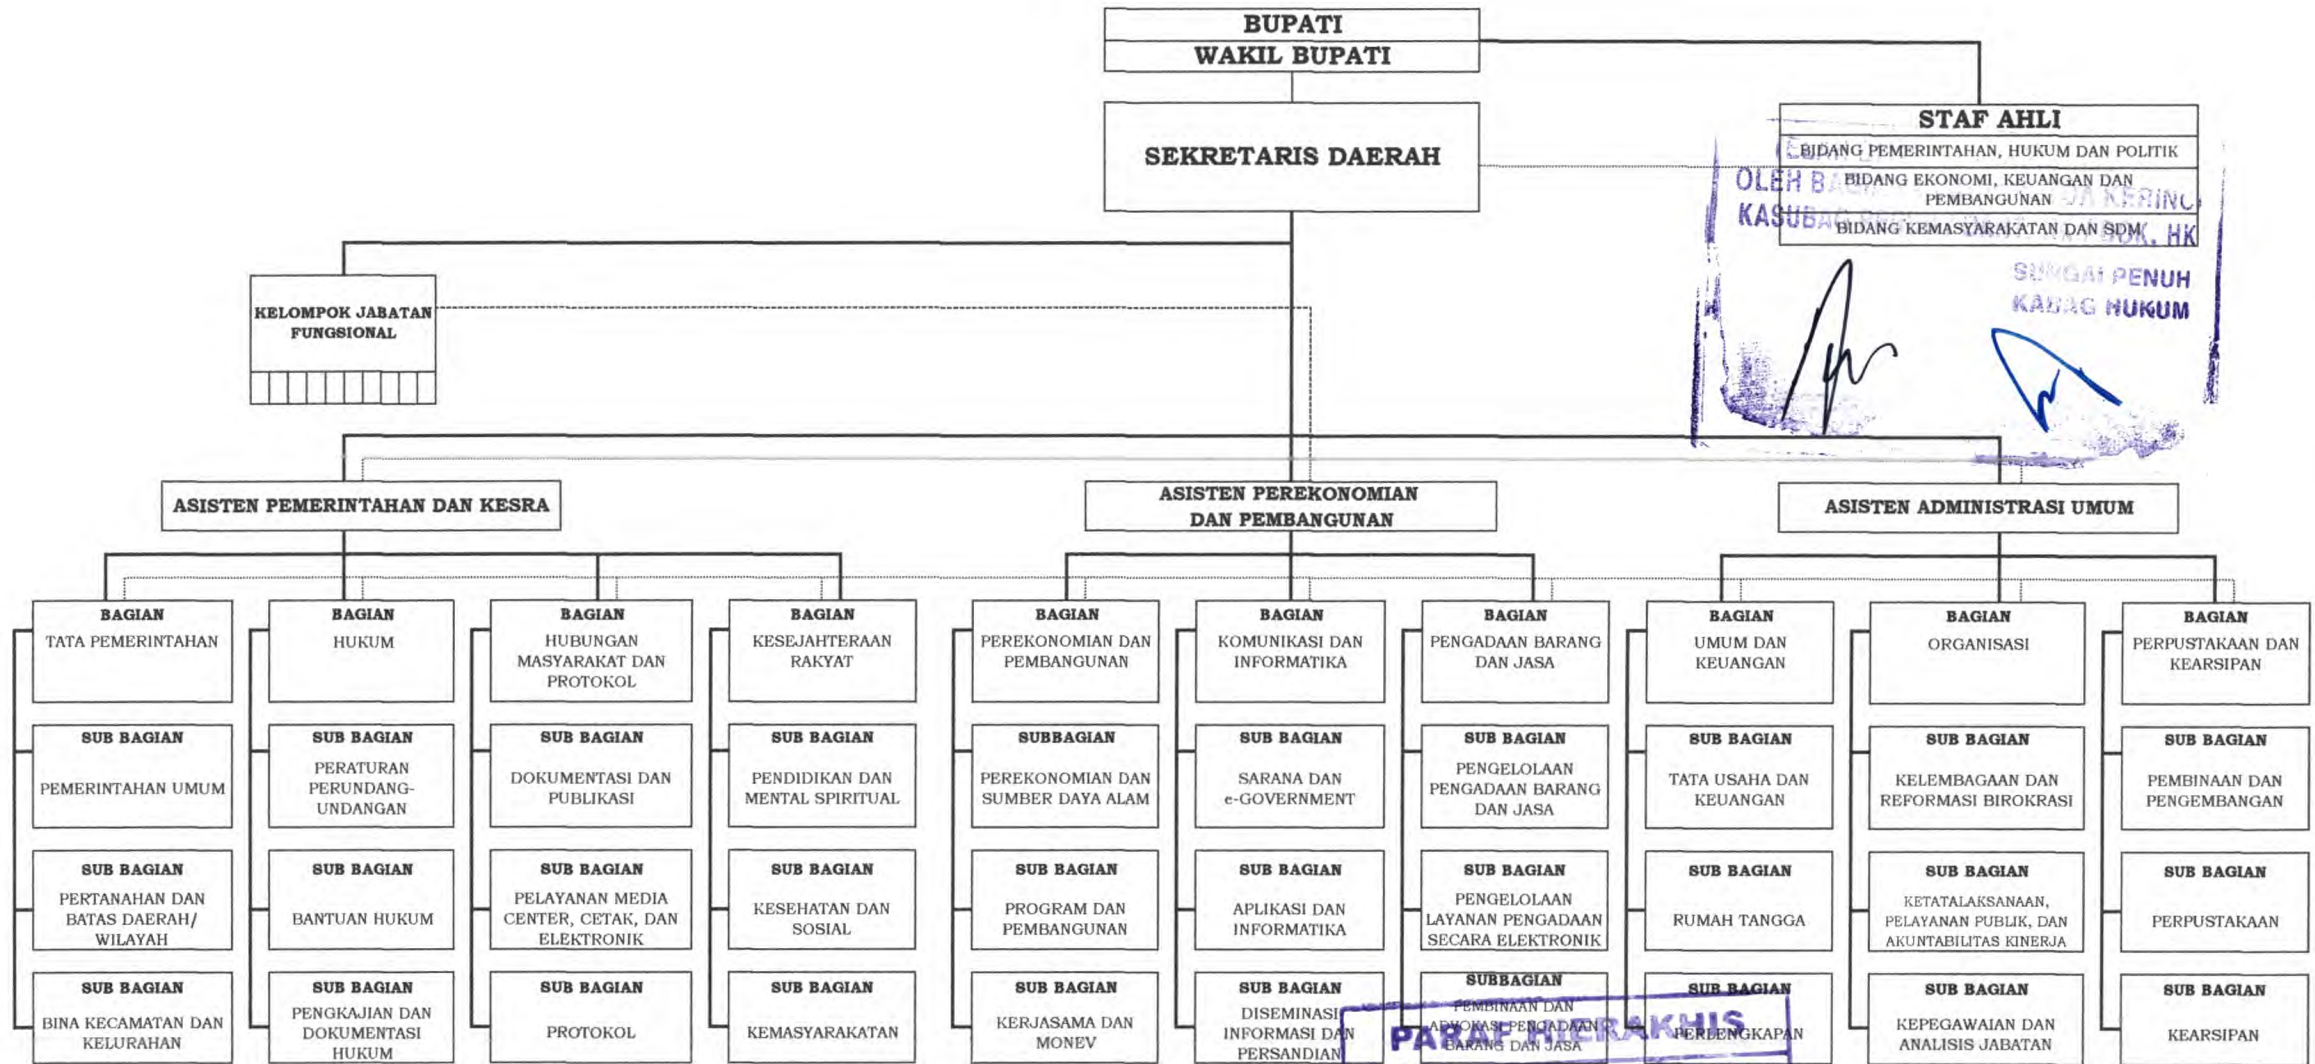 BUPATI
WAKIL BUPATI
SEKRETARIS DAERAH
STAF AHLI
BIDANG PEMERINTAHAN, HUKUM DAN POLITIK
BIDANG EKONOMI, KEUANGAN DAN
PEMBANGUNAN
BIDANG KEMASYARAKATAN DAN SDM
OLEH
KERINCI
KASUBAG
DOK. HK
SUNGAI PENUH
KABAG HUKUM
KELOMPOK JABATAN
FUNGSIONAL
ASISTEN PEMERINTAHAN DAN KESRA
ASISTEN PEREKONOMIAN
DAN PEMBANGUNAN
ASISTEN ADMINISTRASI UMUM
BAGIAN
TATA PEMERINTAHAN
BAGIAN
HUKUM
BAGIAN
HUBUNGAN
MASYARAKAT DAN
PROTOKOL
BAGIAN
KESEJAHTERAAN
RAKYAT
BAGIAN
PEREKONOMIAN DAN
PEMBANGUNAN
BAGIAN
KOMUNIKASI DAN
INFORMATIKA
BAGIAN
PENGADAAN BARANG
DAN JASA
BAGIAN
UMUM DAN
KEUANGAN
BAGIAN
ORGANISASI
BAGIAN
PERPUSTAKAAN DAN
KEARSIPAN
SUB BAGIAN
PEMERINTAHAN UMUM
SUB BAGIAN
PERATURAN
PERUNDANG-
UNDANGAN
SUB BAGIAN
DOKUMENTASI DAN
PUBLIKASI
SUB BAGIAN
PENDIDIKAN DAN
MENTAL SPIRITUAL
SUBBAGIAN
PEREKONOMIAN DAN
SUMBER DAYA ALAM
SUB BAGIAN
SARANA DAN
e-GOVERNMENT
SUB BAGIAN
PENGELOLAAN
PENGADAAN BARANG
DAN JASA
SUB BAGIAN
TATA USAHA DAN
KEUANGAN
SUB BAGIAN
KELEMBAGAAN DAN
REFORMASI BIROKRASI
SUB BAGIAN
PEMBINAAN DAN
PENGEMBANGAN
SUB BAGIAN
PERTANAHAN DAN
BATAS DAERAH/
WILAYAH
SUB BAGIAN
BANTUAN HUKUM
SUB BAGIAN
PELAYANAN MEDIA
CENTER, CETAK, DAN
ELEKTRONIK
SUB BAGIAN
KESEHATAN DAN
SOSIAL
SUB BAGIAN
PROGRAM DAN
PEMBANGUNAN
SUB BAGIAN
APLIKASI DAN
INFORMATIKA
SUB BAGIAN
PENGELOLAAN
LAYANAN PENGADAAN
SECARA ELEKTRONIK
SUB BAGIAN
RUMAH TANGGA
SUB BAGIAN
KETATALAKSANAAN,
PELAYANAN PUBLIK, DAN
AKUNTABILITAS KINERJA
SUB BAGIAN
PERPUSTAKAAN
SUB BAGIAN
BINA KECAMATAN DAN
KELURAHAN
SUB BAGIAN
PENGKAJIAN DAN
DOKUMENTASI
HUKUM
SUB BAGIAN
PROTOKOL
SUB BAGIAN
KEMASYARAKATAN
SUB BAGIAN
KERJASAMA DAN
MONEV
SUB BAGIAN
DISEMINASI
INFORMASI DAN
PERSANDIAN
SUBBAGIAN
PEMBINAAN DAN
ADVOKASI PENGADAAN
BARANG DAN JASA
SUB BAGIAN
PERLENGKAPAN
SUB BAGIAN
KEPEGAWAIAN DAN
ANALISIS JABATAN
SUB BAGIAN
KEARSIPAN
PARAF HIERAKHIS